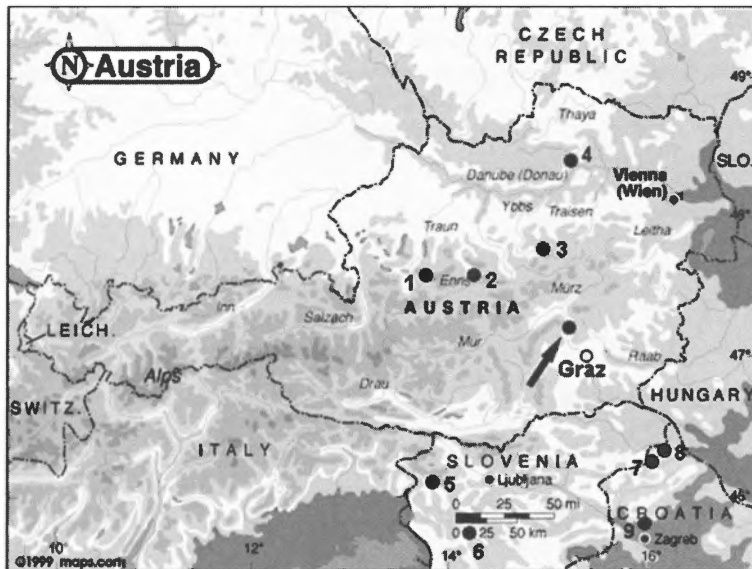 CZECH
REPUBLIC
N Austria
49°
Thaya
GERMANY
4
SLO.
Danube (Donau)
Vienna
(Wien)
Ybbs
Traisen
Traun
Leitha
3
1
Enns
2
AUSTRIA
Mürz
Inn
Salzach
LEICH.
Mur
Graz
Raab
47°
Alps
Drau
HUNGARY
SWITZ.
ITALY
SLOVENIA
8
7
5
Ljubljana
0 25 50 mi
CROATIA
0 25 50 km
9
Zagreb
6
10
12
14
16
©1999 maps.com